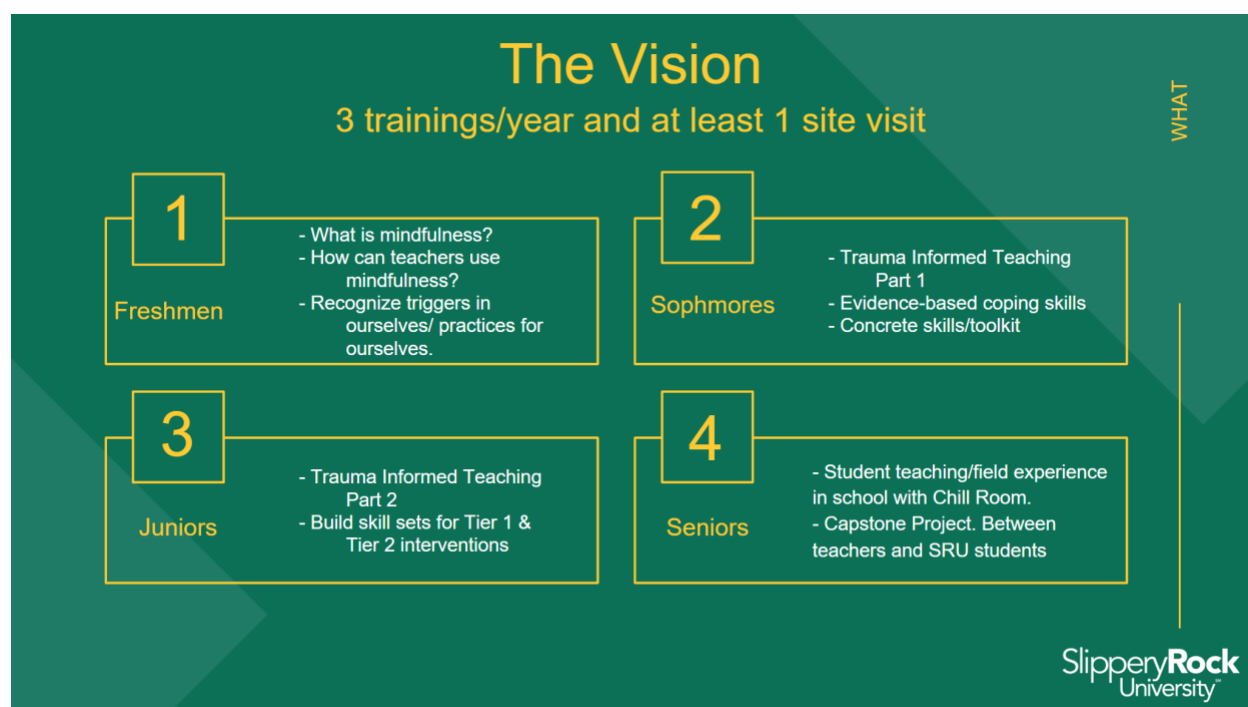 The Vision
3 trainings/year and at least 1 site visit
WHAT
1
Freshmen
- What is mindfulness?
- How can teachers use
mindfulness?
- Recognize triggers in
ourselves/ practices for
ourselves.
2
Sophmores
- Trauma Informed Teaching
Part 1
- Evidence-based coping skills
- Concrete skills/toolkit
3
Juniors
- Trauma Informed Teaching
Part 2
- Build skill sets for Tier 1 &
Tier 2 interventions
4
Seniors
- Student teaching/field experience
in school with Chill Room.
- Capstone Project. Between
teachers and SRU students
SlipperyRock
University